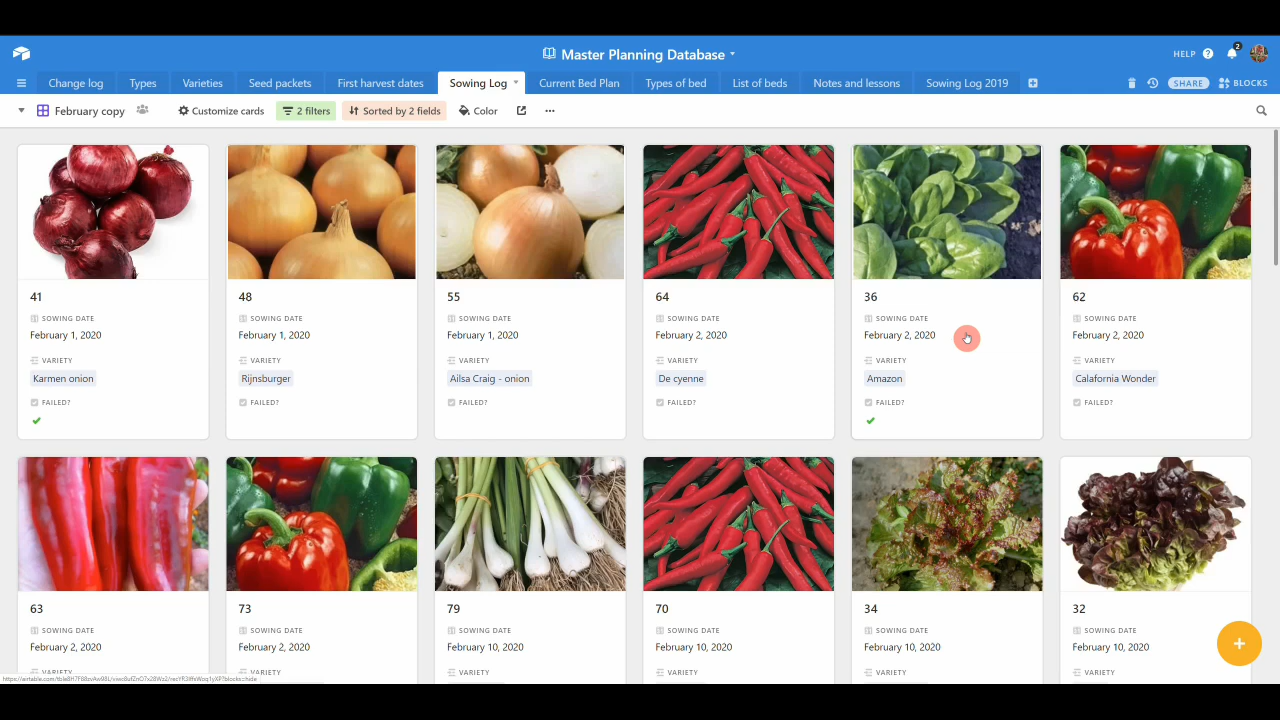 Master Planning Database
HELP
2
Change log
Types
Varieties
Seed packets
First harvest dates
Sowing Log
Current Bed Plan
Types of bed
List of beds
Notes and lessons
Sowing Log 2019
SHARE
BLOCKS
February copy
Customize cards
2 filters
Sorted by 2 fields
Color
41
SOWING DATE
February 1, 2020
VARIETY
Karmen onion
FAILED?
48
SOWING DATE
February 1, 2020
VARIETY
Rijnsburger
FAILED?
55
SOWING DATE
February 1, 2020
VARIETY
Ailsa Craig - onion
FAILED?
64
SOWING DATE
February 2, 2020
VARIETY
De cyenne
FAILED?
36
SOWING DATE
February 2, 2020
VARIETY
Amazon
FAILED?
62
SOWING DATE
February 2, 2020
VARIETY
Calafornia Wonder
FAILED?
63
SOWING DATE
February 2, 2020
VARIETY
73
SOWING DATE
February 2, 2020
VARIETY
79
SOWING DATE
February 10, 2020
VARIETY
70
SOWING DATE
February 10, 2020
VARIETY
34
SOWING DATE
February 10, 2020
VARIETY
32
SOWING DATE
February 10, 2020
VARIETY